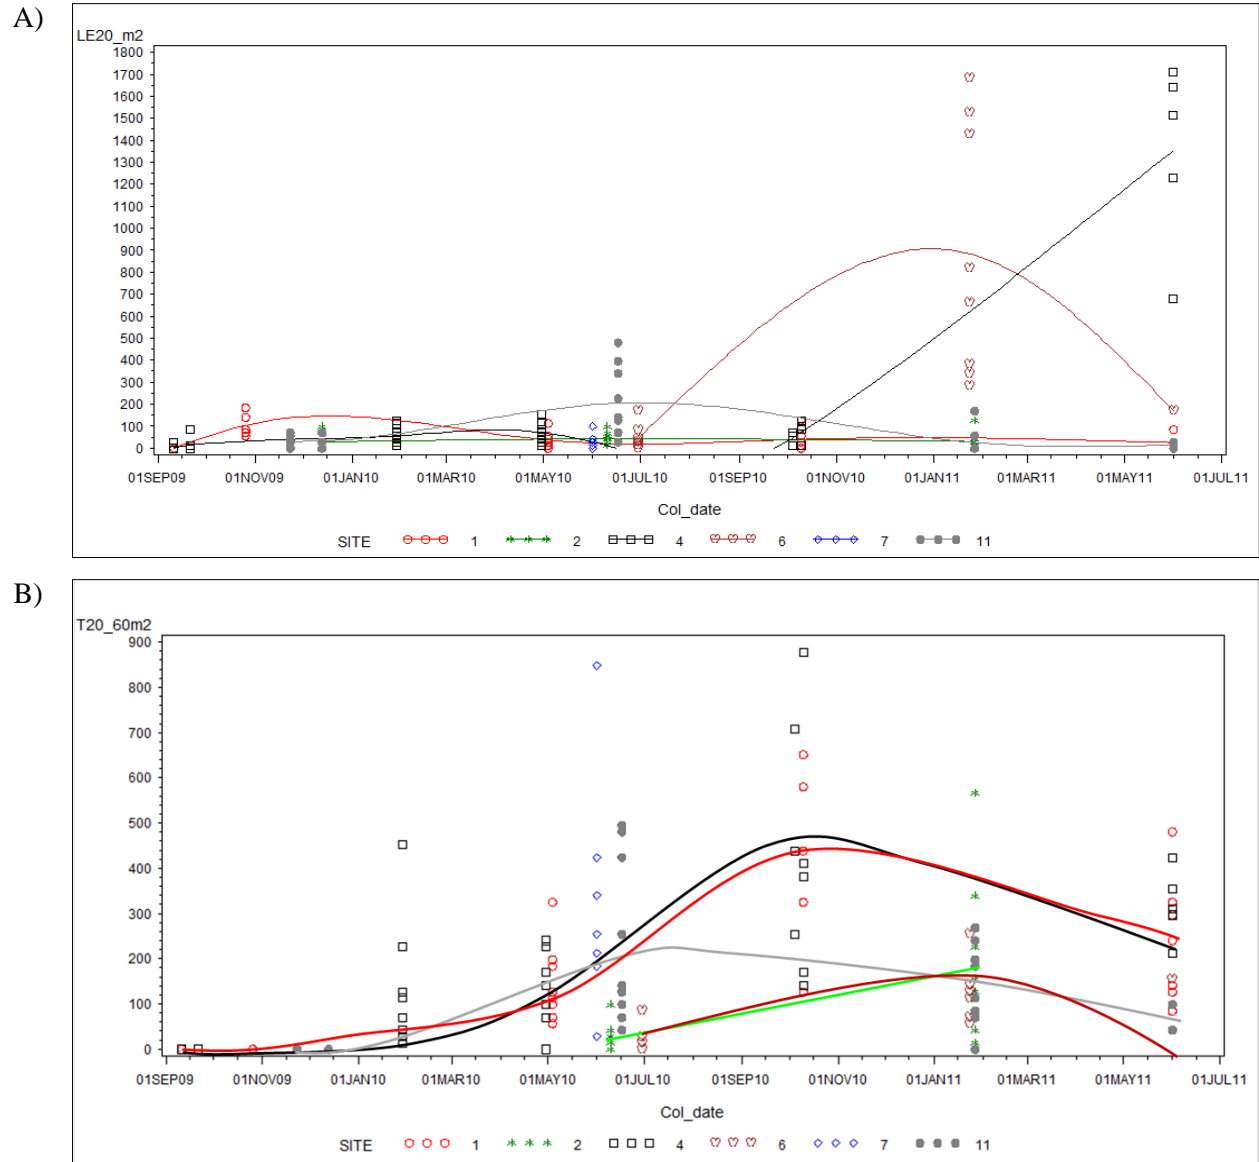 A)
LE20_m2
1800
1700
1600
1500
1400
1300
1200
1100
1000
900
800
700
600
500
400
300
200
100
0
01SEP09 01NOV09 01JAN10 01MAR10 01MAY10 01JUL10 01SEP10 01NOV10 01JAN11 01MAR11 01MAY11 01JUL11
Col_date
SITE 1 2 4 6 7 11
B)
T20_60m2
900
800
700
600
500
400
300
200
100
0
01SEP09 01NOV09 01JAN10 01MAR10 01MAY10 01JUL10 01SEP10 01NOV10 01JAN11 01MAR11 01MAY11 01JUL11
Col_date
SITE 1 2 4 6 7 11